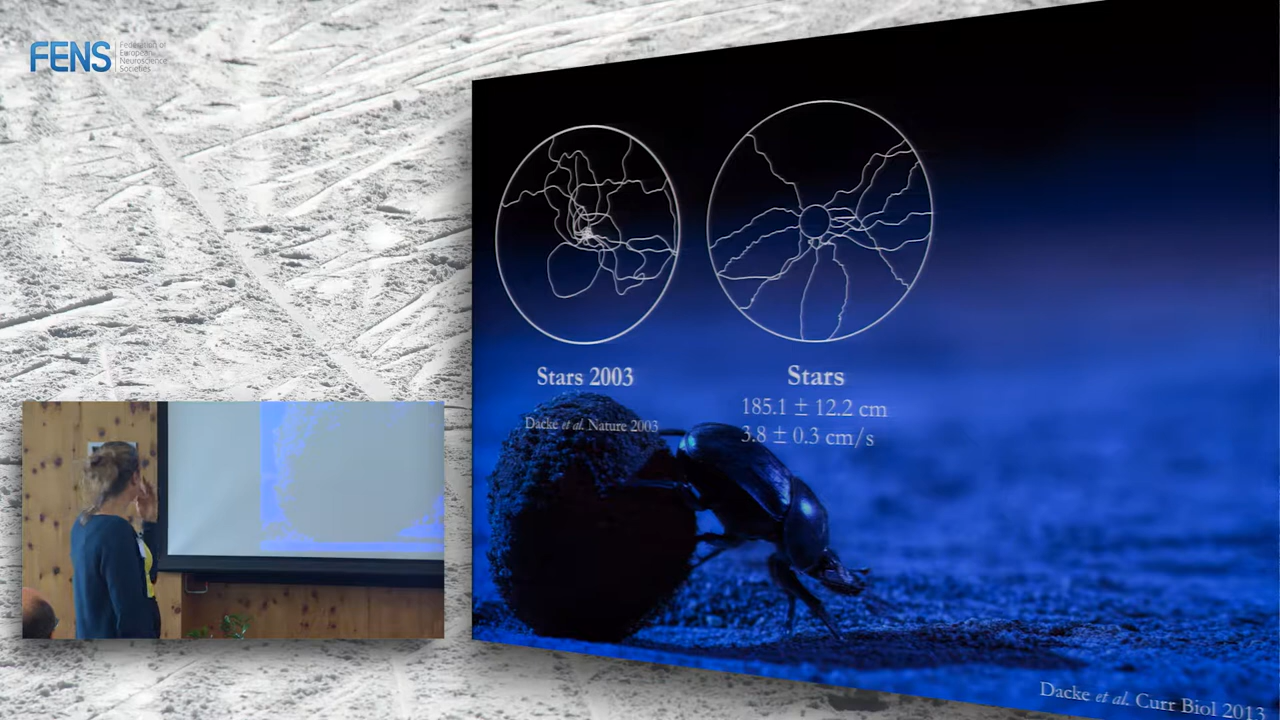 FENS
Federation of
European
Neuroscience
Societies
Stars 2003
Dacke et al. Nature 2003
Stars
185.1 ± 12.2 cm
3.8 ± 0.3 cm/s
Dacke et al. Curr Biol 2013